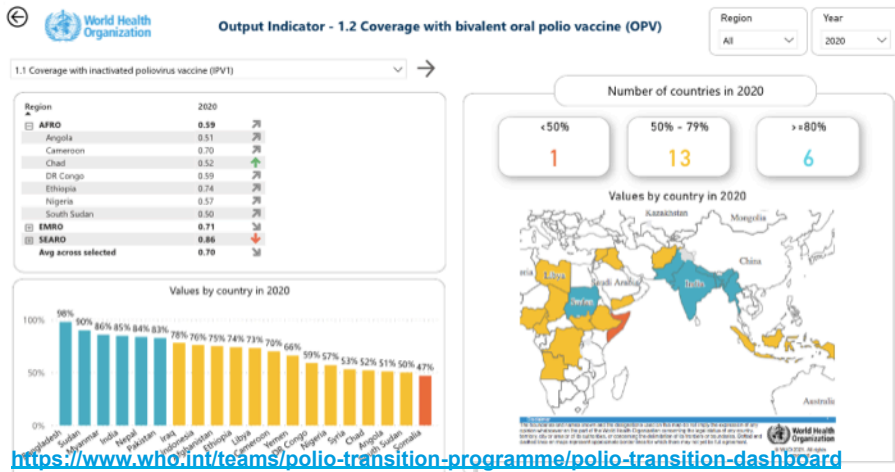 World Health
Organization
Output Indicator - 1.2 Coverage with bivalent oral polio vaccine (OPV)
Region
All
Year
2020
1.1 Coverage with inactivated poliovirus vaccine (IPV1)
Region 2020
AFRO 0.59
Angola 0.51
Cameroon 0.70
Chad 0.52
DR Congo 0.59
Ethiopia 0.74
Nigeria 0.57
South Sudan 0.50
EMRO 0.71
SEARO 0.86
Avg across selected 0.70
Number of countries in 2020
<50% 50% - 79% >=80%
1 13 6
Values by country in 2020
Kazakhstan
Mongolia
China
Libya
Saudi Arabia
India
Sudan
Australi
Values by country in 2020
100%
50%
0%
98% 90% 86% 85% 84% 83% 78% 76% 75% 74% 73% 70% 66% 59% 57% 53% 52% 51% 50% 47%
Sudan
Myanmar
India
Nepal
Pakistan
Iraq
Ethiopia
Libya
Cameroon
Yemen
DR Congo
Nigeria
Syria
Chad
Angola
Somalia
World Health
Organization
https://www.who.int/teams/polio-transition-programme/polio-transition-dashboard